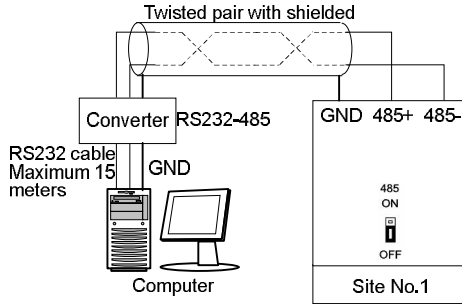 Twisted pair with shielded
Converter RS232-485
GND 485+ 485-
RS232 cable
Maximum 15
meters
GND
485
ON
OFF
Computer
Site No.1